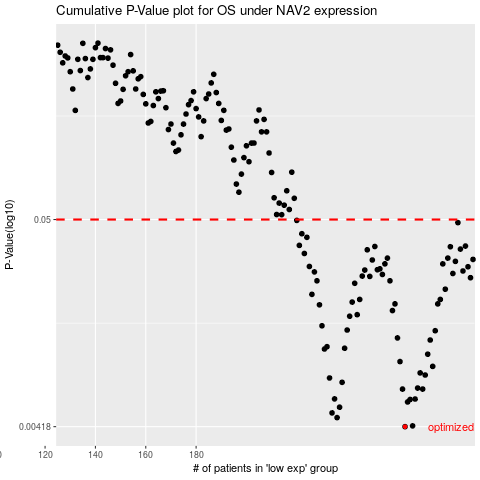 Cumulative P-Value plot for OS under NAV2 expression
P-Value(log10)
0.05
0.00418
optimized
0 120 140 160 180
# of patients in 'low exp' group